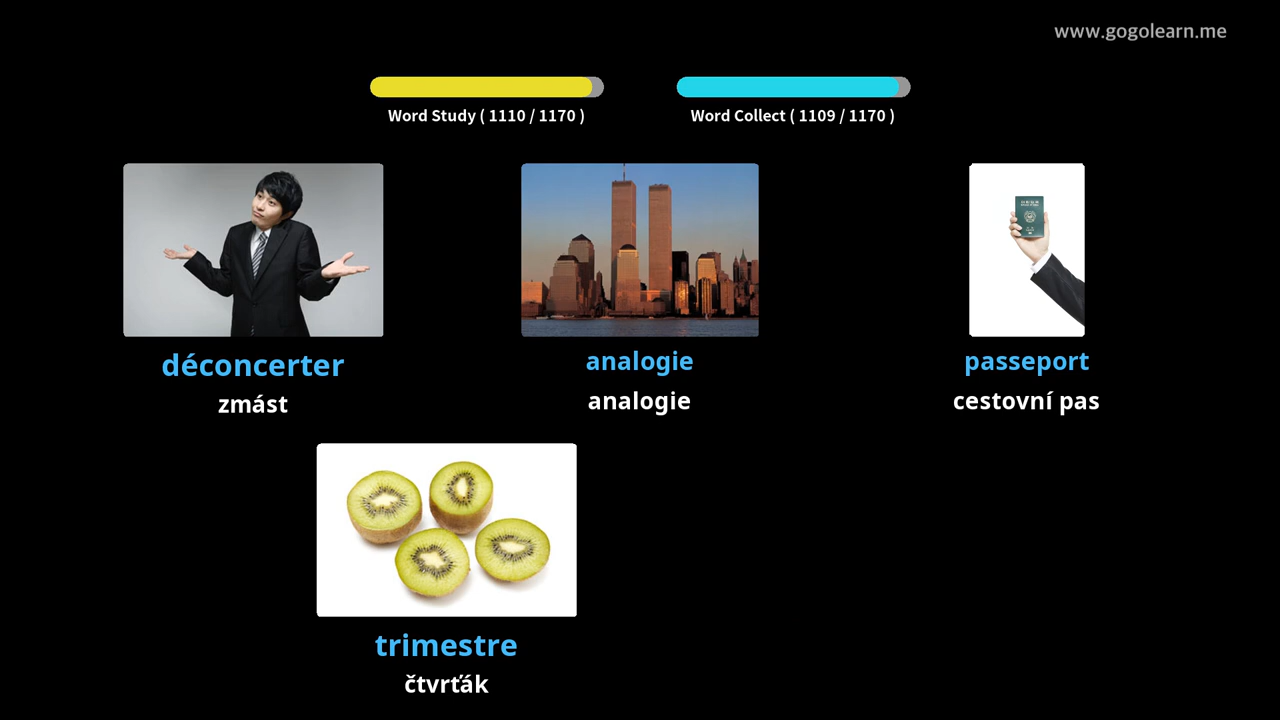 www.gogolearn.me
Word Study ( 1110 / 1170 )
Word Collect ( 1109 / 1170 )
déconcerter
zmást
analogie
analogie
passeport
cestovní pas
trimestre
čtvrťák